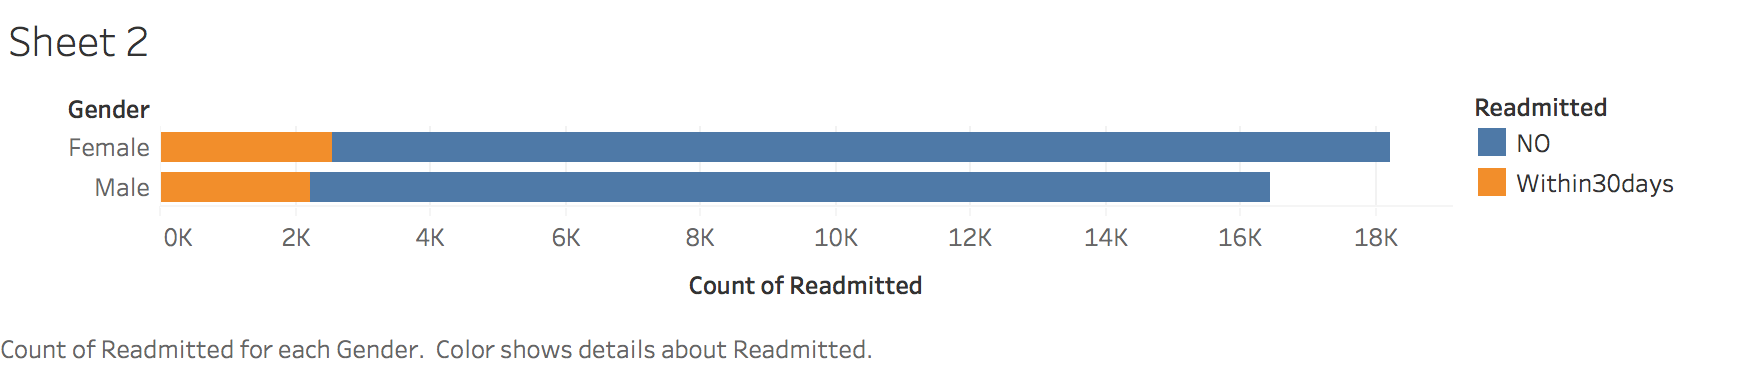 Sheet 2
Gender
Female
Male
0K 2K 4K 6K 8K 10K 12K 14K 16K 18K
Count of Readmitted
Readmitted
NO
Within30days
Count of Readmitted for each Gender.  Color shows details about Readmitted.